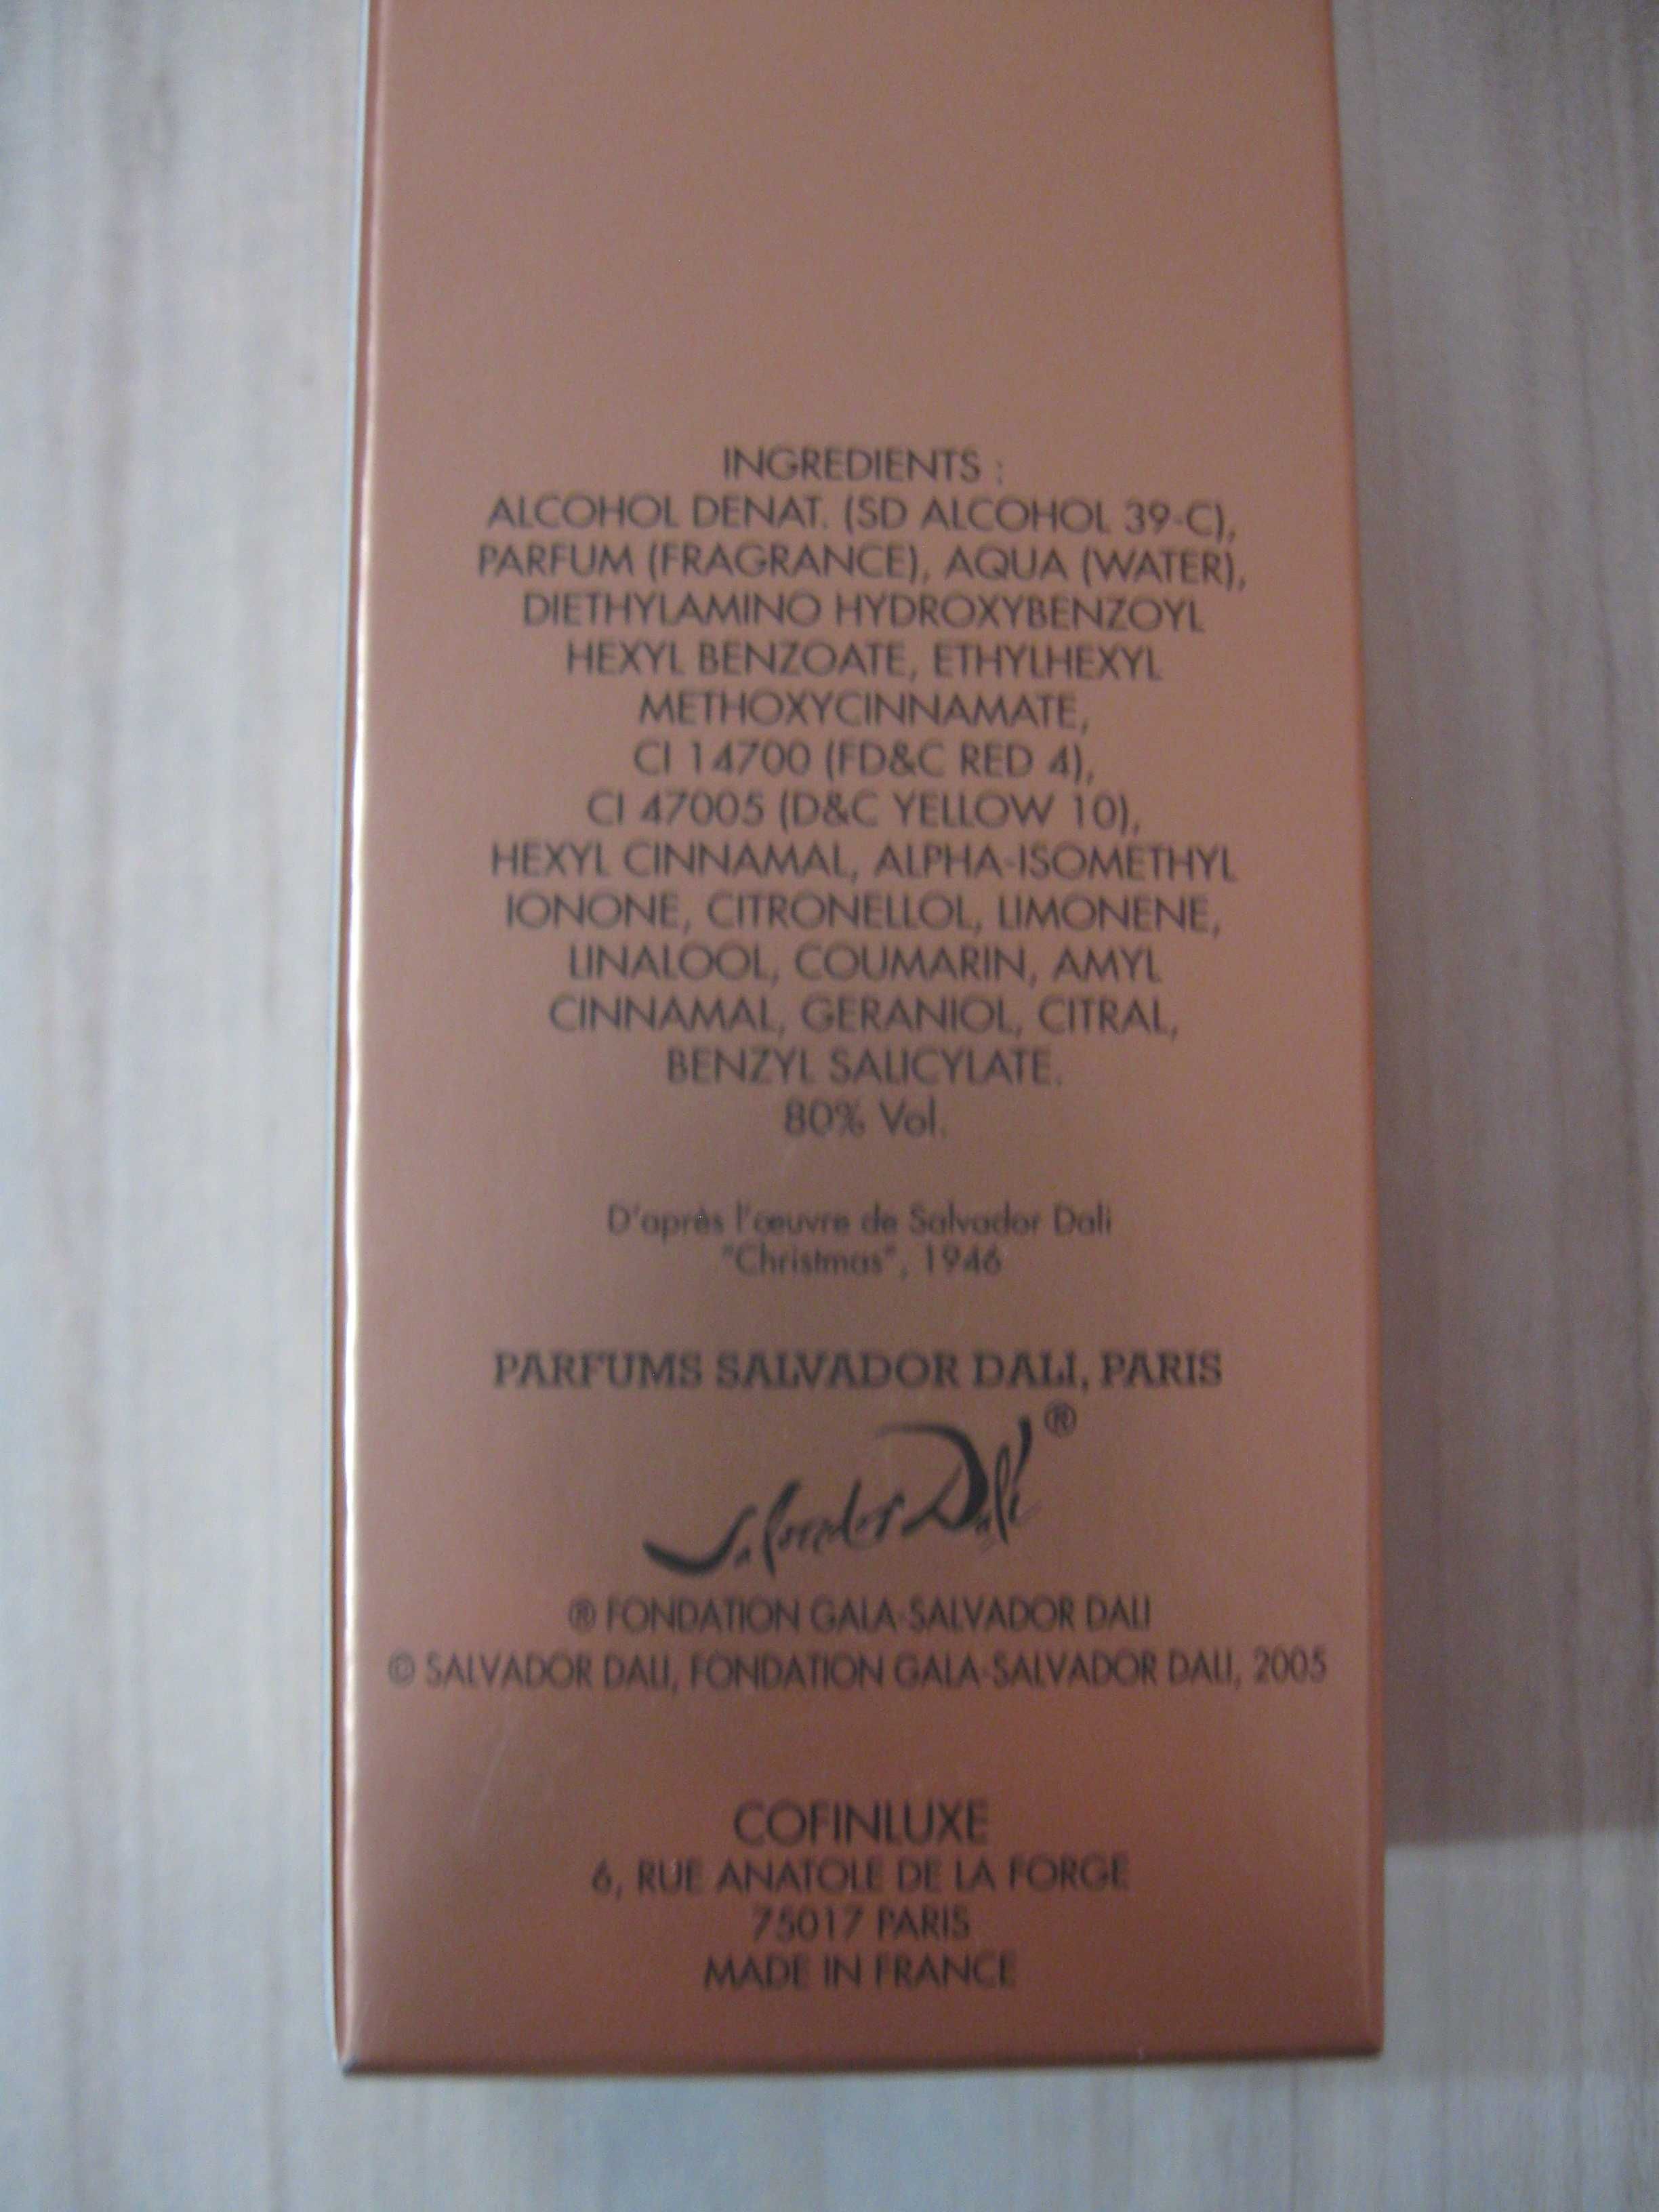 INGREDIENTS :
ALCOHOL DENAT. (SD ALCOHOL 39-C),
PARFUM (FRAGRANCE), AQUA (WATER),
DIETHYLAMINO HYDROXYBENZOYL
HEXYL BENZOATE, ETHYLHEXYL
METHOXYCINNAMATE,
CI 14700 (FD&C RED 4),
CI 47005 (D&C YELLOW 10),
HEXYL CINNAMAL, ALPHA-ISOMETHYL
IONONE, CITRONELLOL, LIMONENE,
LINALOOL, COUMARIN, AMYL
CINNAMAL, GERANIOL, CITRAL,
BENZYL SALICYLATE.
80% Vol.
D'après l'œuvre de Salvador Dali
"Christmas", 1946
PARFUMS SALVADOR DALI, PARIS
Salvador Dalí ®
® FONDATION GALA-SALVADOR DALI
© SALVADOR DALI, FONDATION GALA-SALVADOR DALI, 2005
COFINLUXE
6, RUE ANATOLE DE LA FORGE
75017 PARIS
MADE IN FRANCE